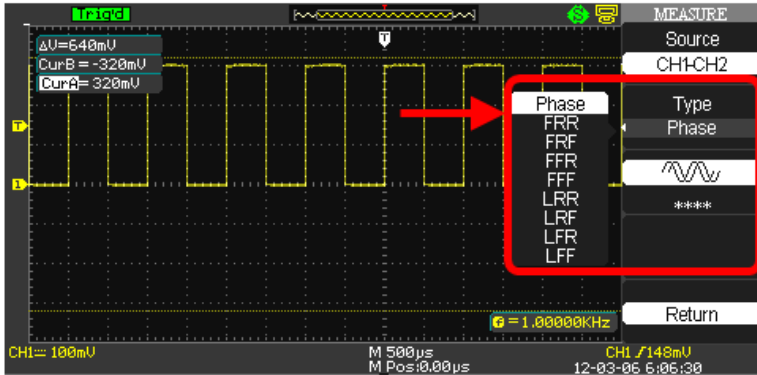 Trig'd
MEASURE
T
Source
ΔV=640mV
CurB = -320mV
CH1-CH2
CurA= 320mV
Phase
Type
FRR
Phase
T
FRF
FFR
FFF
1
LRR
LRF
****
LFR
LFF
f = 1.00000KHz
Return
CH1 100mV
M 500µs
CH1 148mV
M Pos:0.00µs
12-03-06 6:06:30